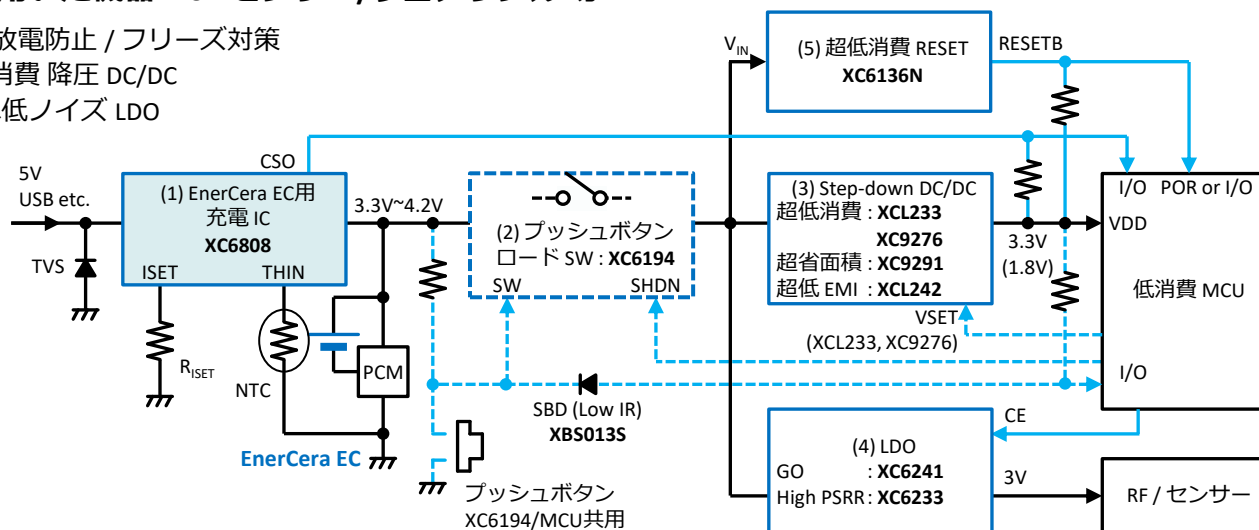 放電防止 / フリーズ対策
消費 降圧 DC/DC
低ノイズ LDO
5V
USB etc.
TVS
CSO
(1) EnerCera EC用
充電 IC
XC6808
ISET
THIN
R_ISET
NTC
PCM
EnerCera EC
3.3V~4.2V
(2) プッシュボタン
ロード SW : XC6194
SW
SHDN
SBD (Low IR)
XBS013S
プッシュボタン
XC6194/MCU共用
V_IN
(5) 超低消費 RESET
XC6136N
RESETB
(3) Step-down DC/DC
超低消費 : XCL233
XC9276
超省面積 : XC9291
超低 EMI : XCL242
VSET
(XCL233, XC9276)
3.3V
(1.8V)
(4) LDO
GO : XC6241
High PSRR : XC6233
CE
3V
I/O POR or I/O
VDD
低消費 MCU
I/O
RF / センサー